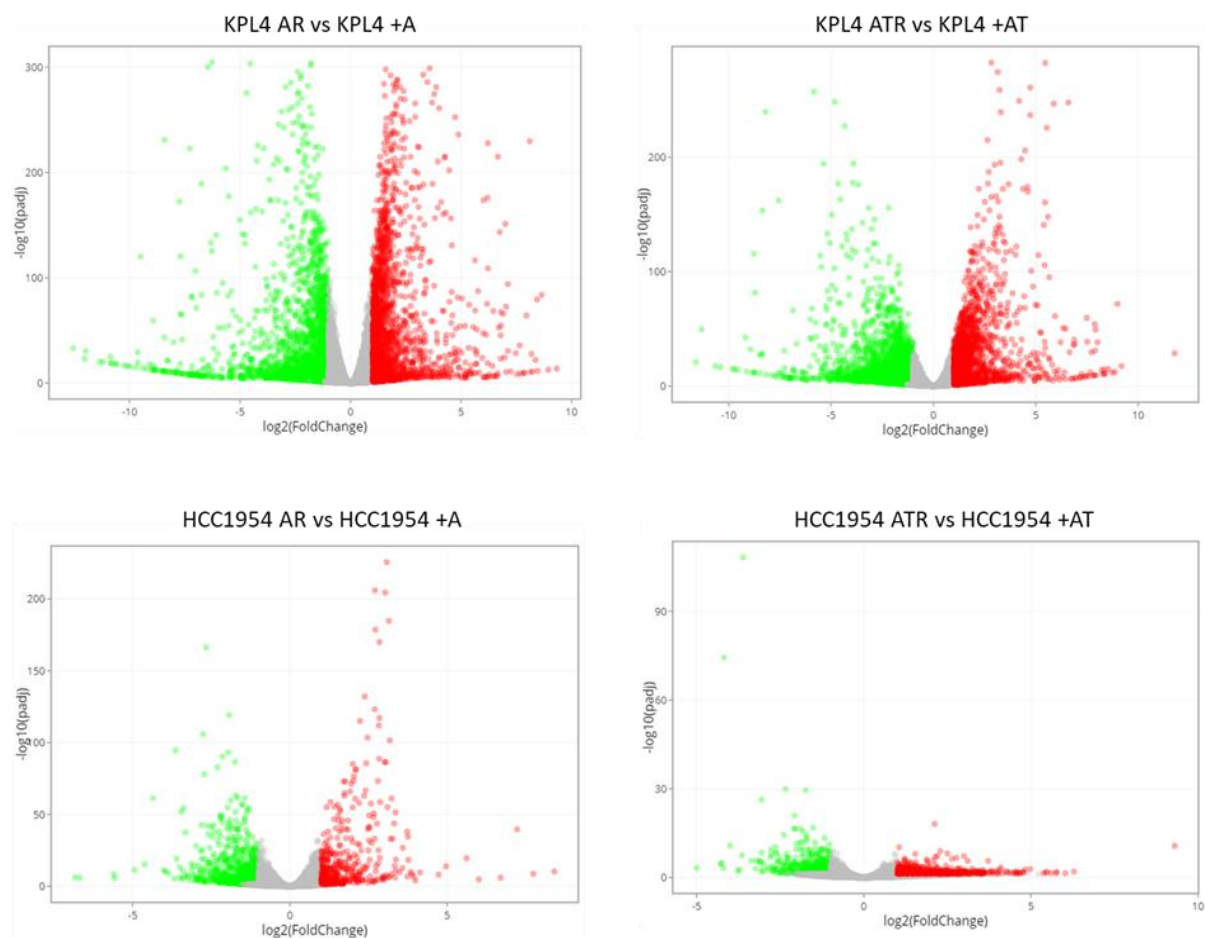 KPL4 AR vs KPL4 +A
300
200
100
0
-log10(padj)
-10
-5
0
5
10
log2(FoldChange)
KPL4 ATR vs KPL4 +AT
200
100
0
-log10(padj)
-10
-5
0
5
10
log2(FoldChange)
HCC1954 AR vs HCC1954 +A
200
150
100
50
0
-log10(padj)
-5
0
5
log2(FoldChange)
HCC1954 ATR vs HCC1954 +AT
90
60
30
0
-log10(padj)
-5
0
5
10
log2(FoldChange)